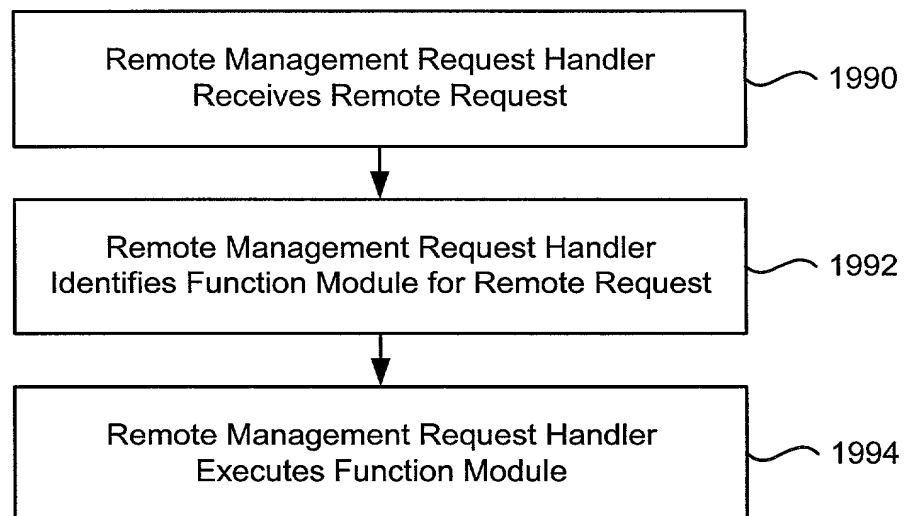 Remote Management Request Handler
Receives Remote Request
1990
Remote Management Request Handler
Identifies Function Module for Remote Request
1992
Remote Management Request Handler
Executes Function Module
1994